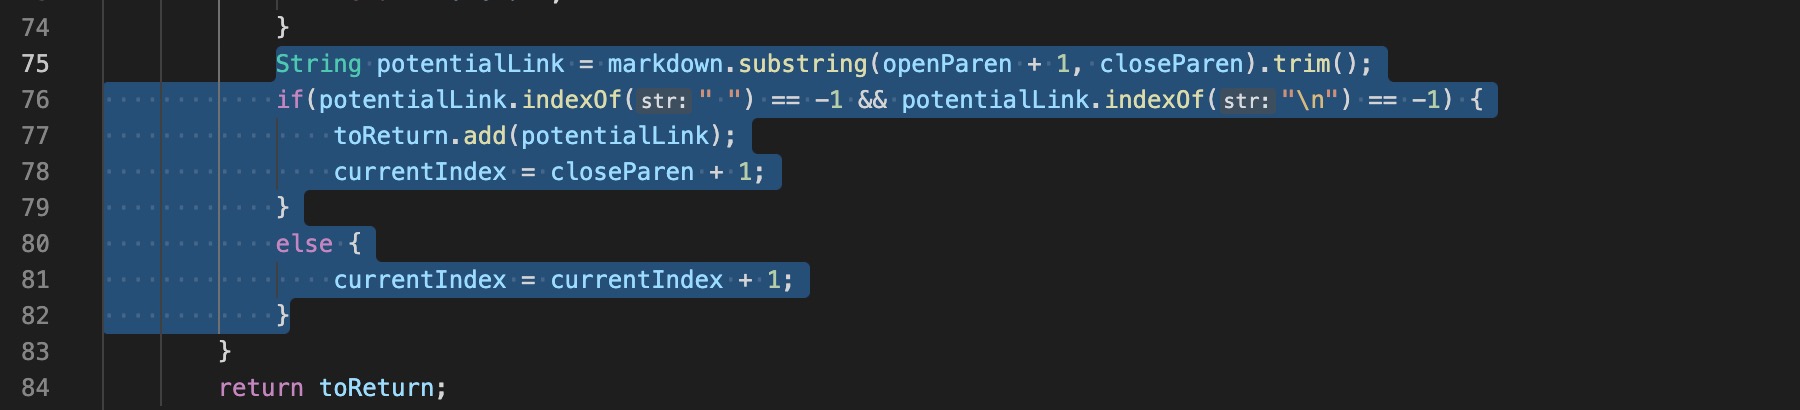 74 }
75 String potentialLink = markdown.substring(openParen + 1, closeParen).trim();
76 if(potentialLink.indexOf(str: " ") == -1 && potentialLink.indexOf(str: "\n") == -1) {
77 toReturn.add(potentialLink);
78 currentIndex = closeParen + 1;
79 }
80 else {
81 currentIndex = currentIndex + 1;
82 }
83 }
84 return toReturn;